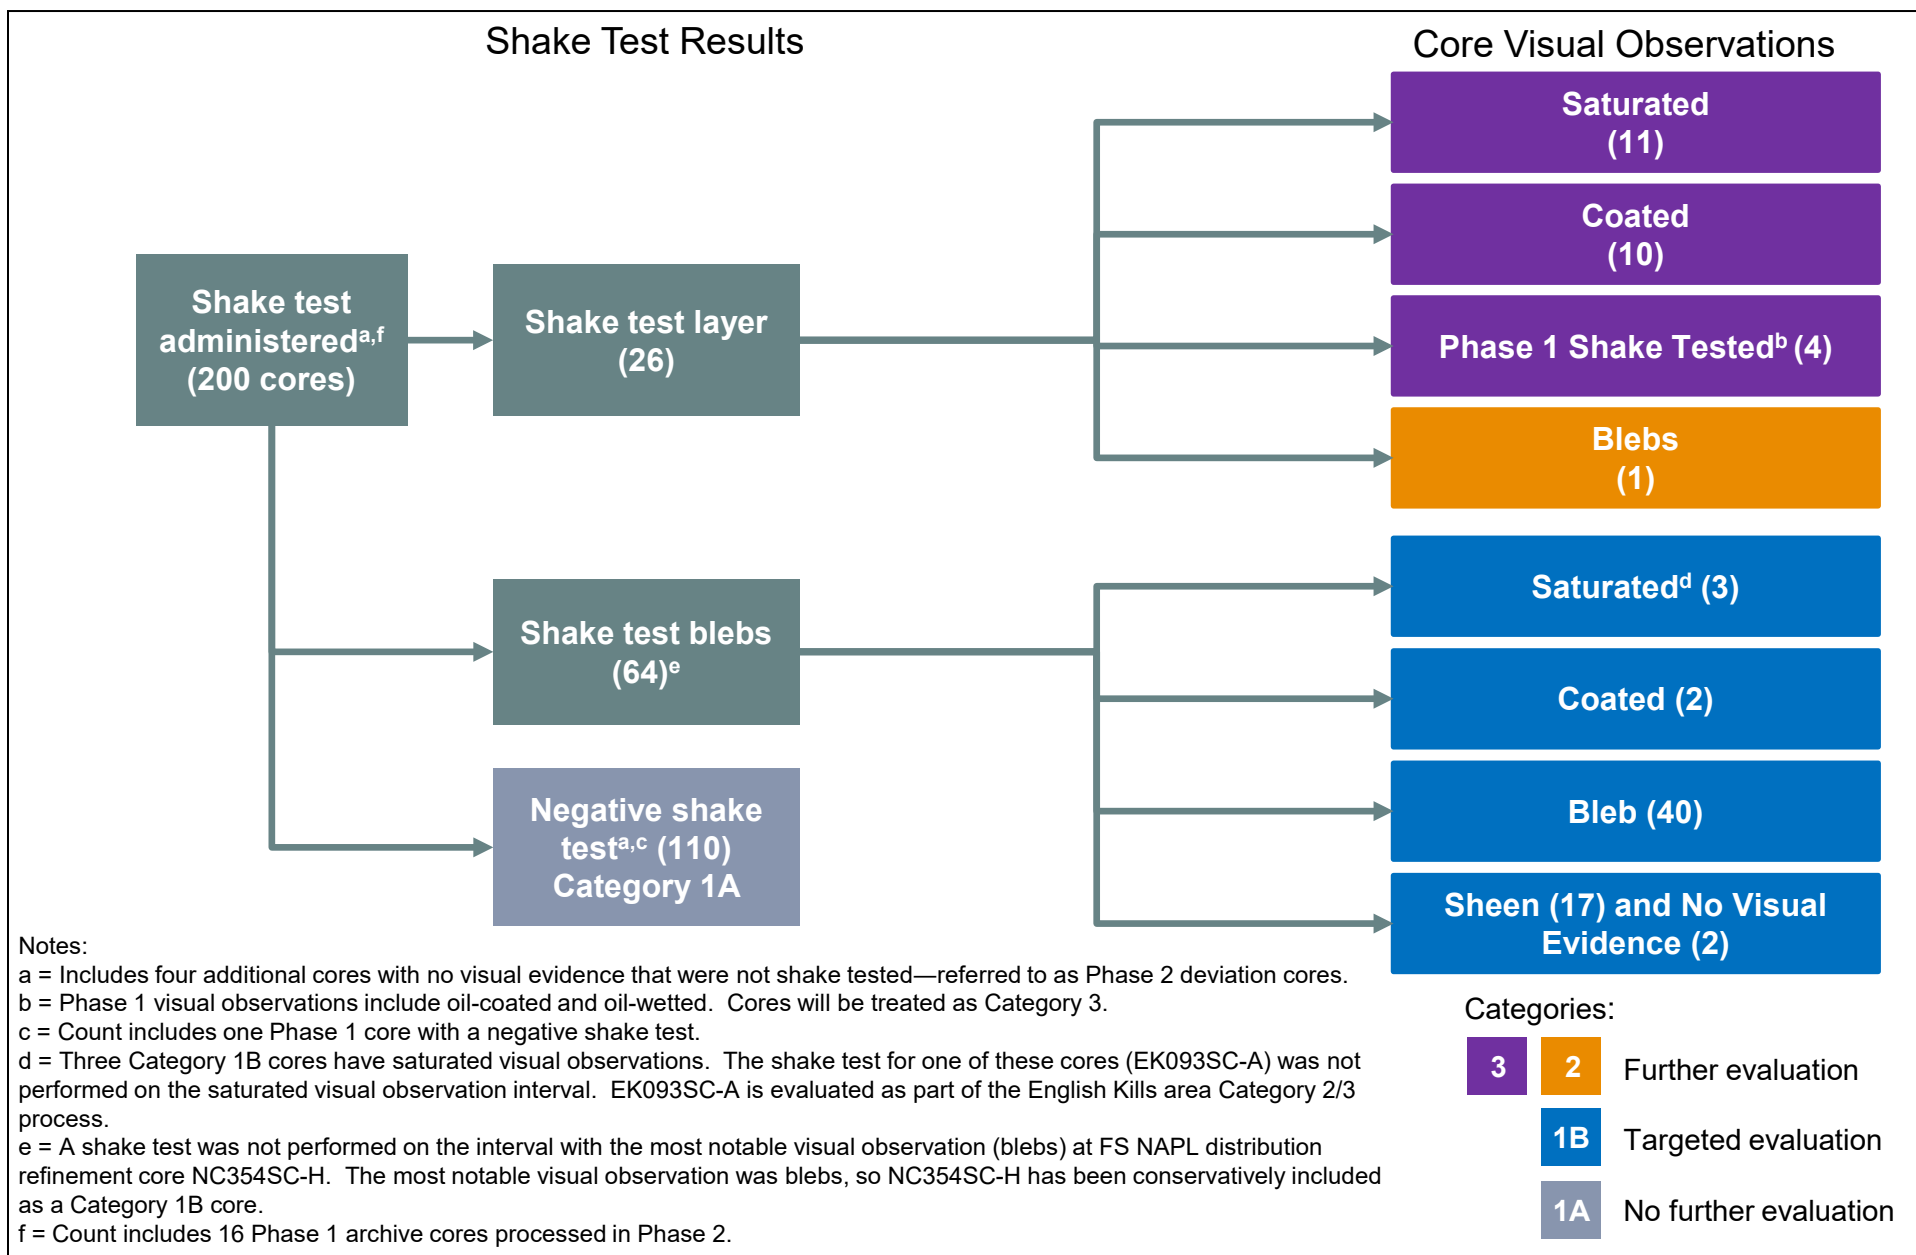 Shake Test Results
Core Visual Observations
Shake test
administeredᵃ,ᶠ
(200 cores)
Shake test layer
(26)
Shake test blebs
(64)ᵉ
Negative shake
testᵃ,ᶜ (110)
Category 1A
Saturated
(11)
Coated
(10)
Phase 1 Shake Testedᵇ (4)
Blebs
(1)
Saturatedᵈ (3)
Coated (2)
Bleb (40)
Sheen (17) and No Visual
Evidence (2)
Notes:
a = Includes four additional cores with no visual evidence that were not shake tested—referred to as Phase 2 deviation cores.
b = Phase 1 visual observations include oil-coated and oil-wetted.  Cores will be treated as Category 3.
c = Count includes one Phase 1 core with a negative shake test.
d = Three Category 1B cores have saturated visual observations.  The shake test for one of these cores (EK093SC-A) was not
performed on the saturated visual observation interval.  EK093SC-A is evaluated as part of the English Kills area Category 2/3
process.
e = A shake test was not performed on the interval with the most notable visual observation (blebs) at FS NAPL distribution
refinement core NC354SC-H.  The most notable visual observation was blebs, so NC354SC-H has been conservatively included
as a Category 1B core.
f = Count includes 16 Phase 1 archive cores processed in Phase 2.
Categories:
3 2 Further evaluation
1B Targeted evaluation
1A No further evaluation